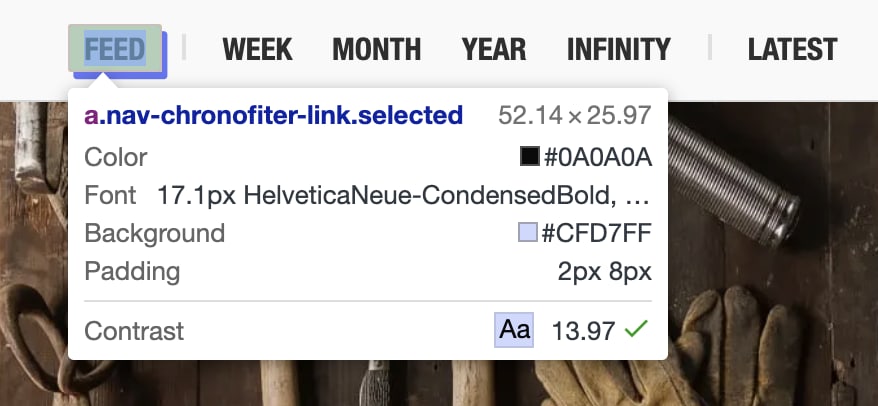 FEED | WEEK MONTH YEAR INFINITY | LATEST
a.nav-chronofiter-link.selected 52.14×25.97
Color #0A0A0A
Font 17.1px HelveticaNeue-CondensedBold, …
Background #CFD7FF
Padding 2px 8px
Contrast Aa 13.97 ✓